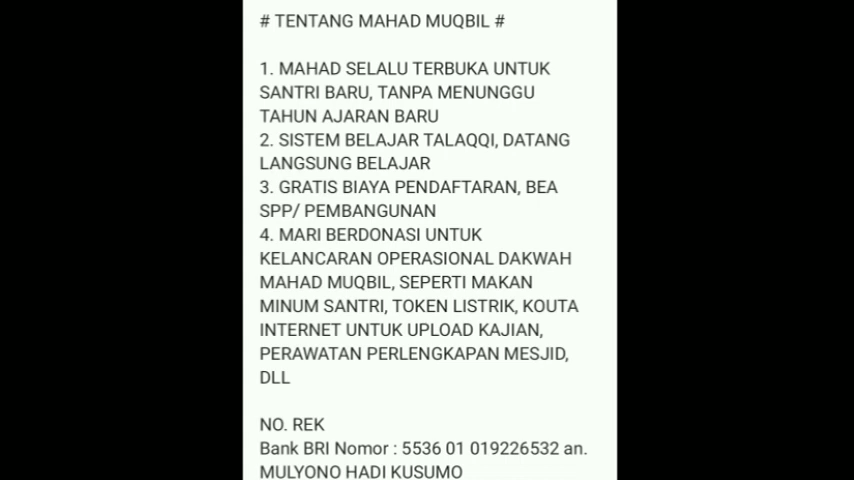 # TENTANG MAHAD MUQBIL #
1. MAHAD SELALU TERBUKA UNTUK
SANTRI BARU, TANPA MENUNGGU
TAHUN AJARAN BARU
2. SISTEM BELAJAR TALAQQI, DATANG
LANGSUNG BELAJAR
3. GRATIS BIAYA PENDAFTARAN, BEA
SPP/ PEMBANGUNAN
4. MARI BERDONASI UNTUK
KELANCARAN OPERASIONAL DAKWAH
MAHAD MUQBIL, SEPERTI MAKAN
MINUM SANTRI, TOKEN LISTRIK, KOUTA
INTERNET UNTUK UPLOAD KAJIAN,
PERAWATAN PERLENGKAPAN MESJID,
DLL
NO. REK
Bank BRI Nomor : 5536 01 019226532 an.
MULYONO HADI KUSUMO